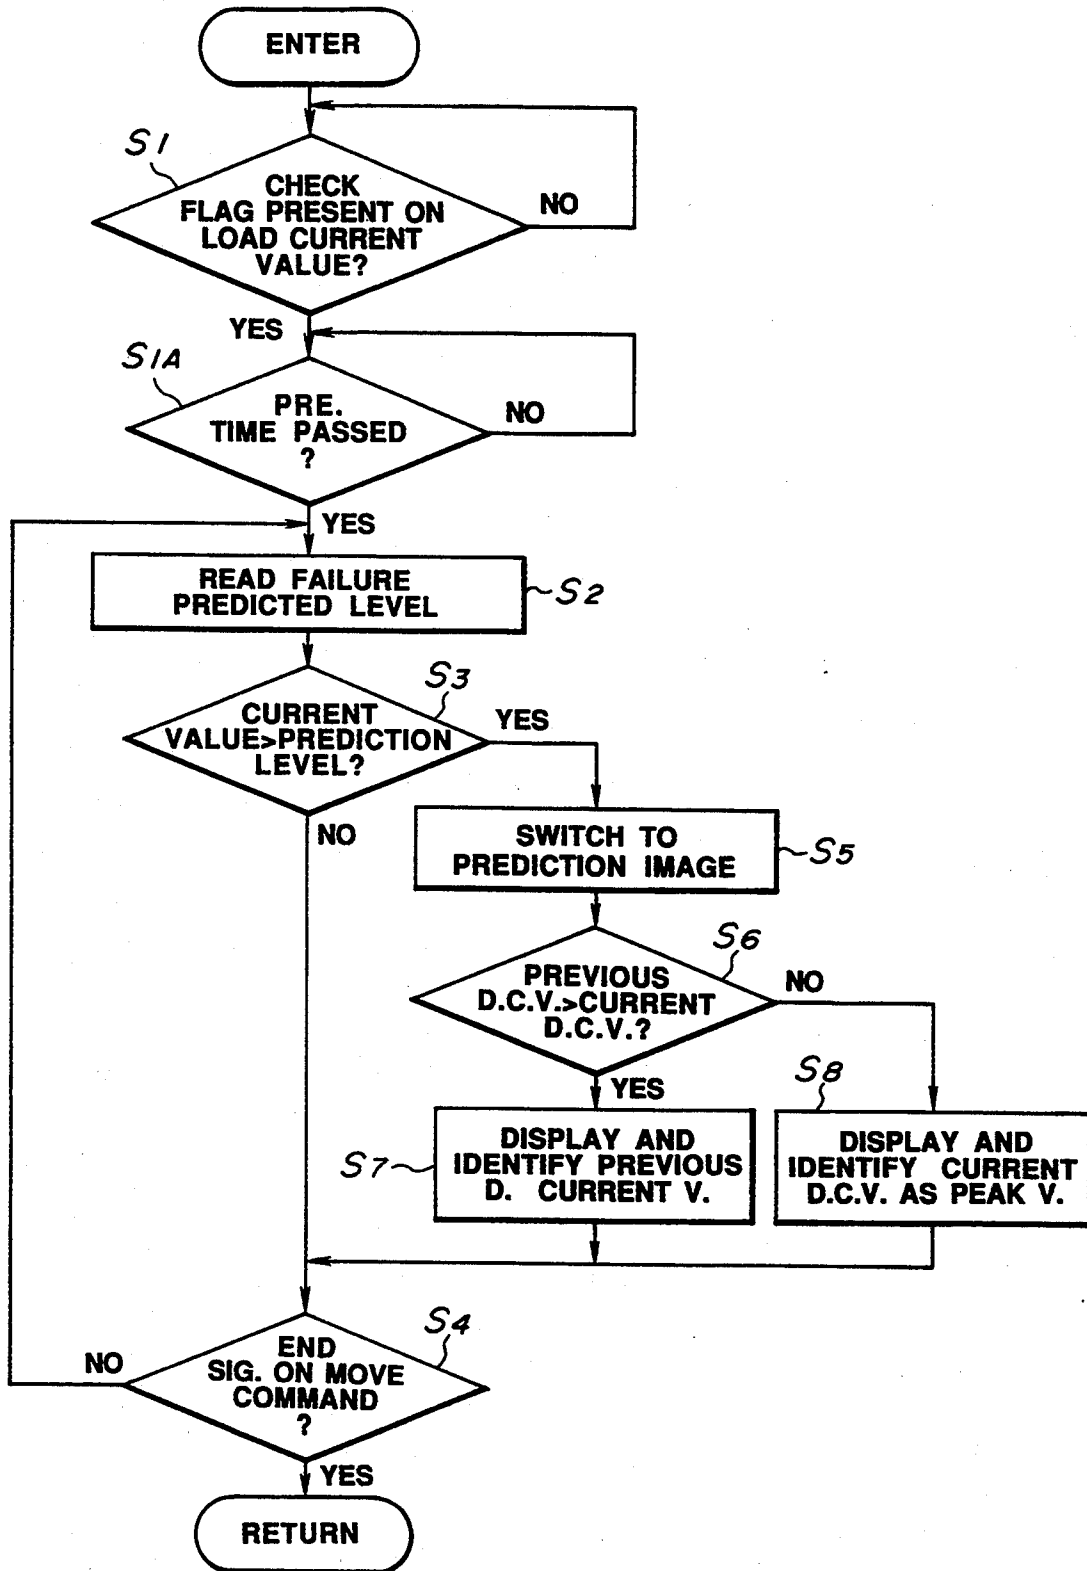 ENTER
S1
CHECK
FLAG PRESENT ON
LOAD CURRENT
VALUE?
NO
YES
S1A
PRE.
TIME PASSED
?
NO
YES
READ FAILURE
PREDICTED LEVEL
S2
S3
CURRENT
VALUE>PREDICTION
LEVEL?
YES
NO
SWITCH TO
PREDICTION IMAGE
S5
S6
PREVIOUS
D.C.V.>CURRENT
D.C.V.?
NO
YES
S7
DISPLAY AND
IDENTIFY PREVIOUS
D. CURRENT V.
S8
DISPLAY AND
IDENTIFY CURRENT
D.C.V. AS PEAK V.
S4
END
SIG. ON MOVE
COMMAND
?
NO
YES
RETURN